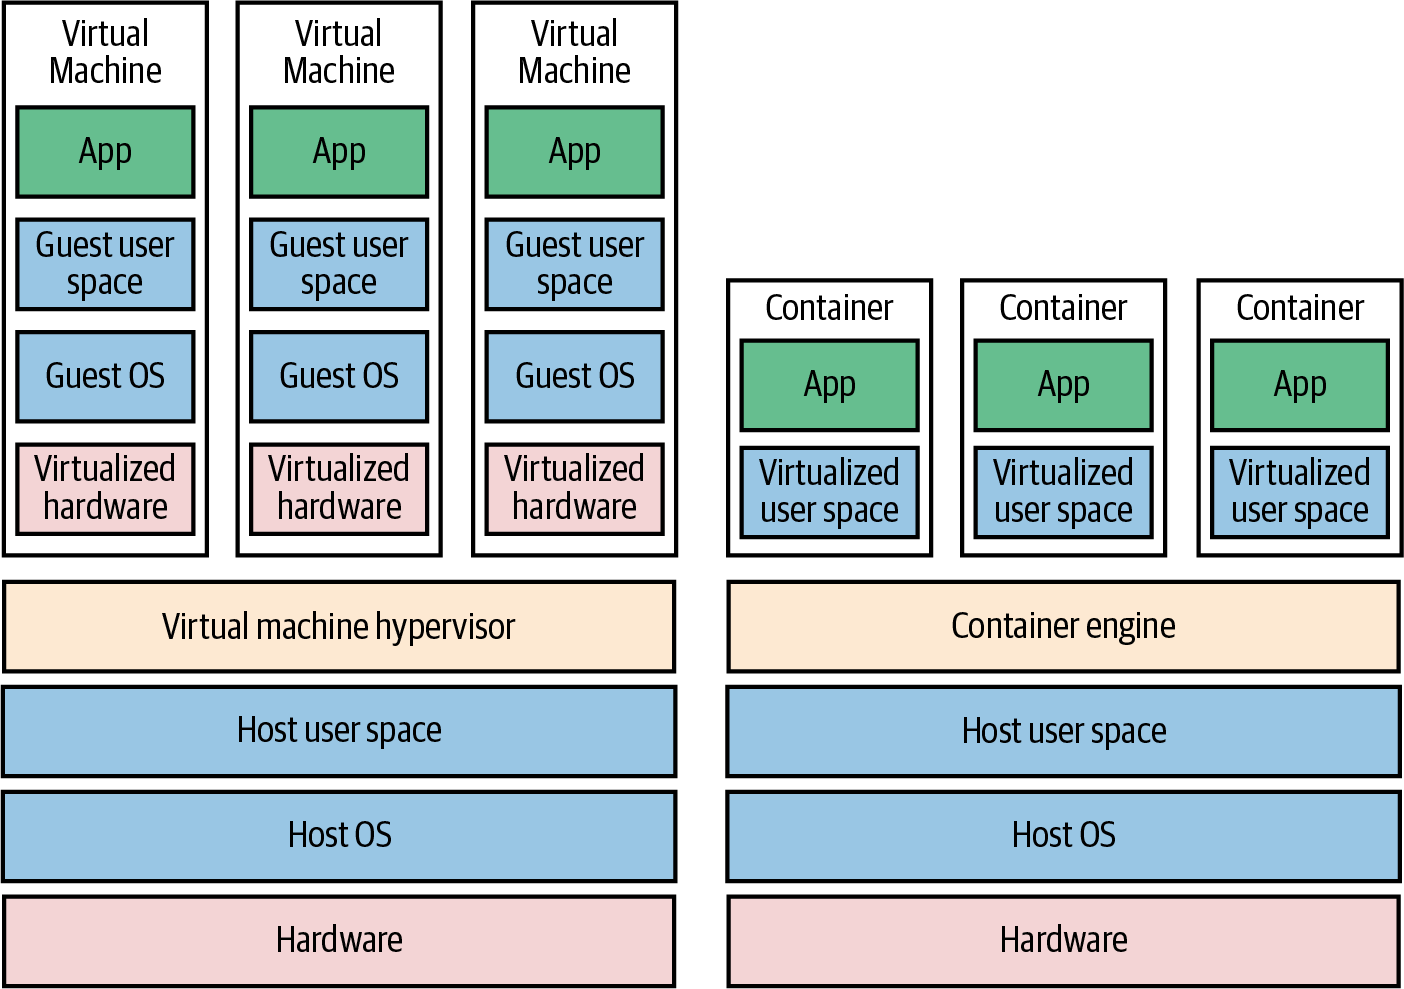 Virtual
Machine
App
Guest user
space
Guest OS
Virtualized
hardware
Virtual
Machine
App
Guest user
space
Guest OS
Virtualized
hardware
Virtual
Machine
App
Guest user
space
Guest OS
Virtualized
hardware
Virtual machine hypervisor
Host user space
Host OS
Hardware
Container
App
Virtualized
user space
Container
App
Virtualized
user space
Container
App
Virtualized
user space
Container engine
Host user space
Host OS
Hardware